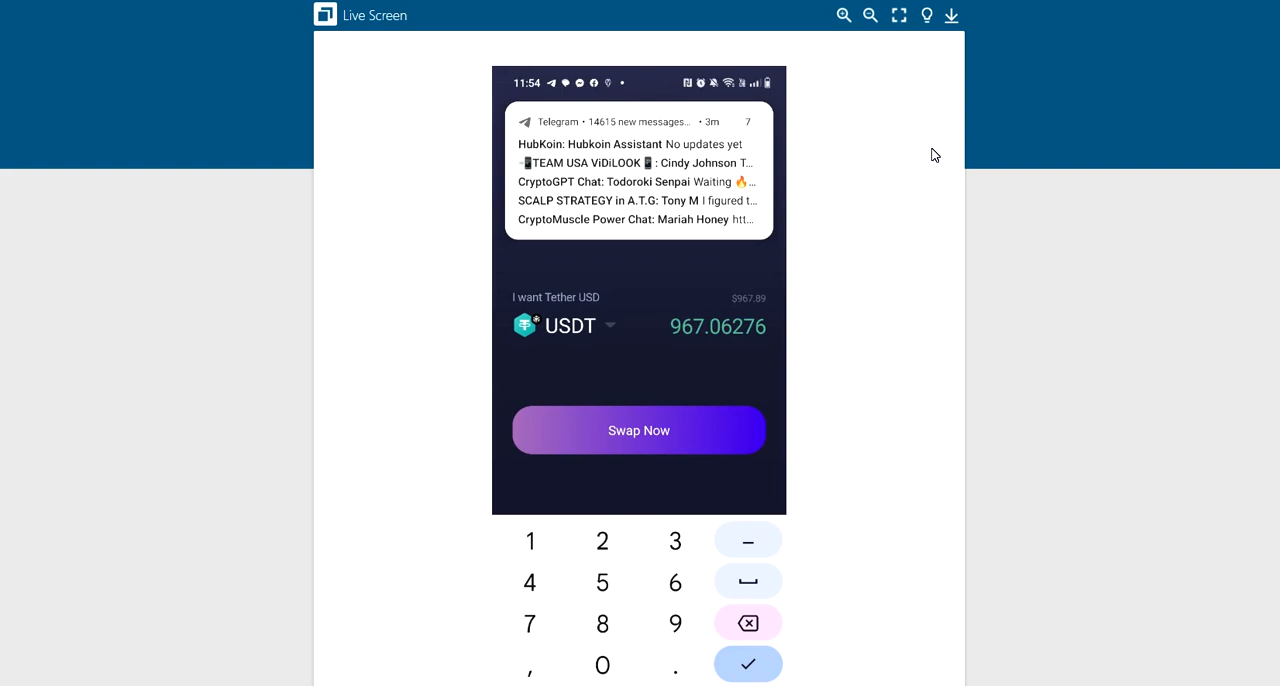 Live Screen
11:54
Telegram • 14615 new messages... • 3m 7
HubKoin: Hubkoin Assistant No updates yet
📲TEAM USA ViDiLOOK📱: Cindy Johnson T...
CryptoGPT Chat: Todoroki Senpai Waiting 🔥...
SCALP STRATEGY in A.T.G: Tony M I figured t...
CryptoMuscle Power Chat: Mariah Honey htt...
I want Tether USD $967.89
USDT 967.06276
Swap Now
1 2 3 –
4 5 6
7 8 9
, 0 .